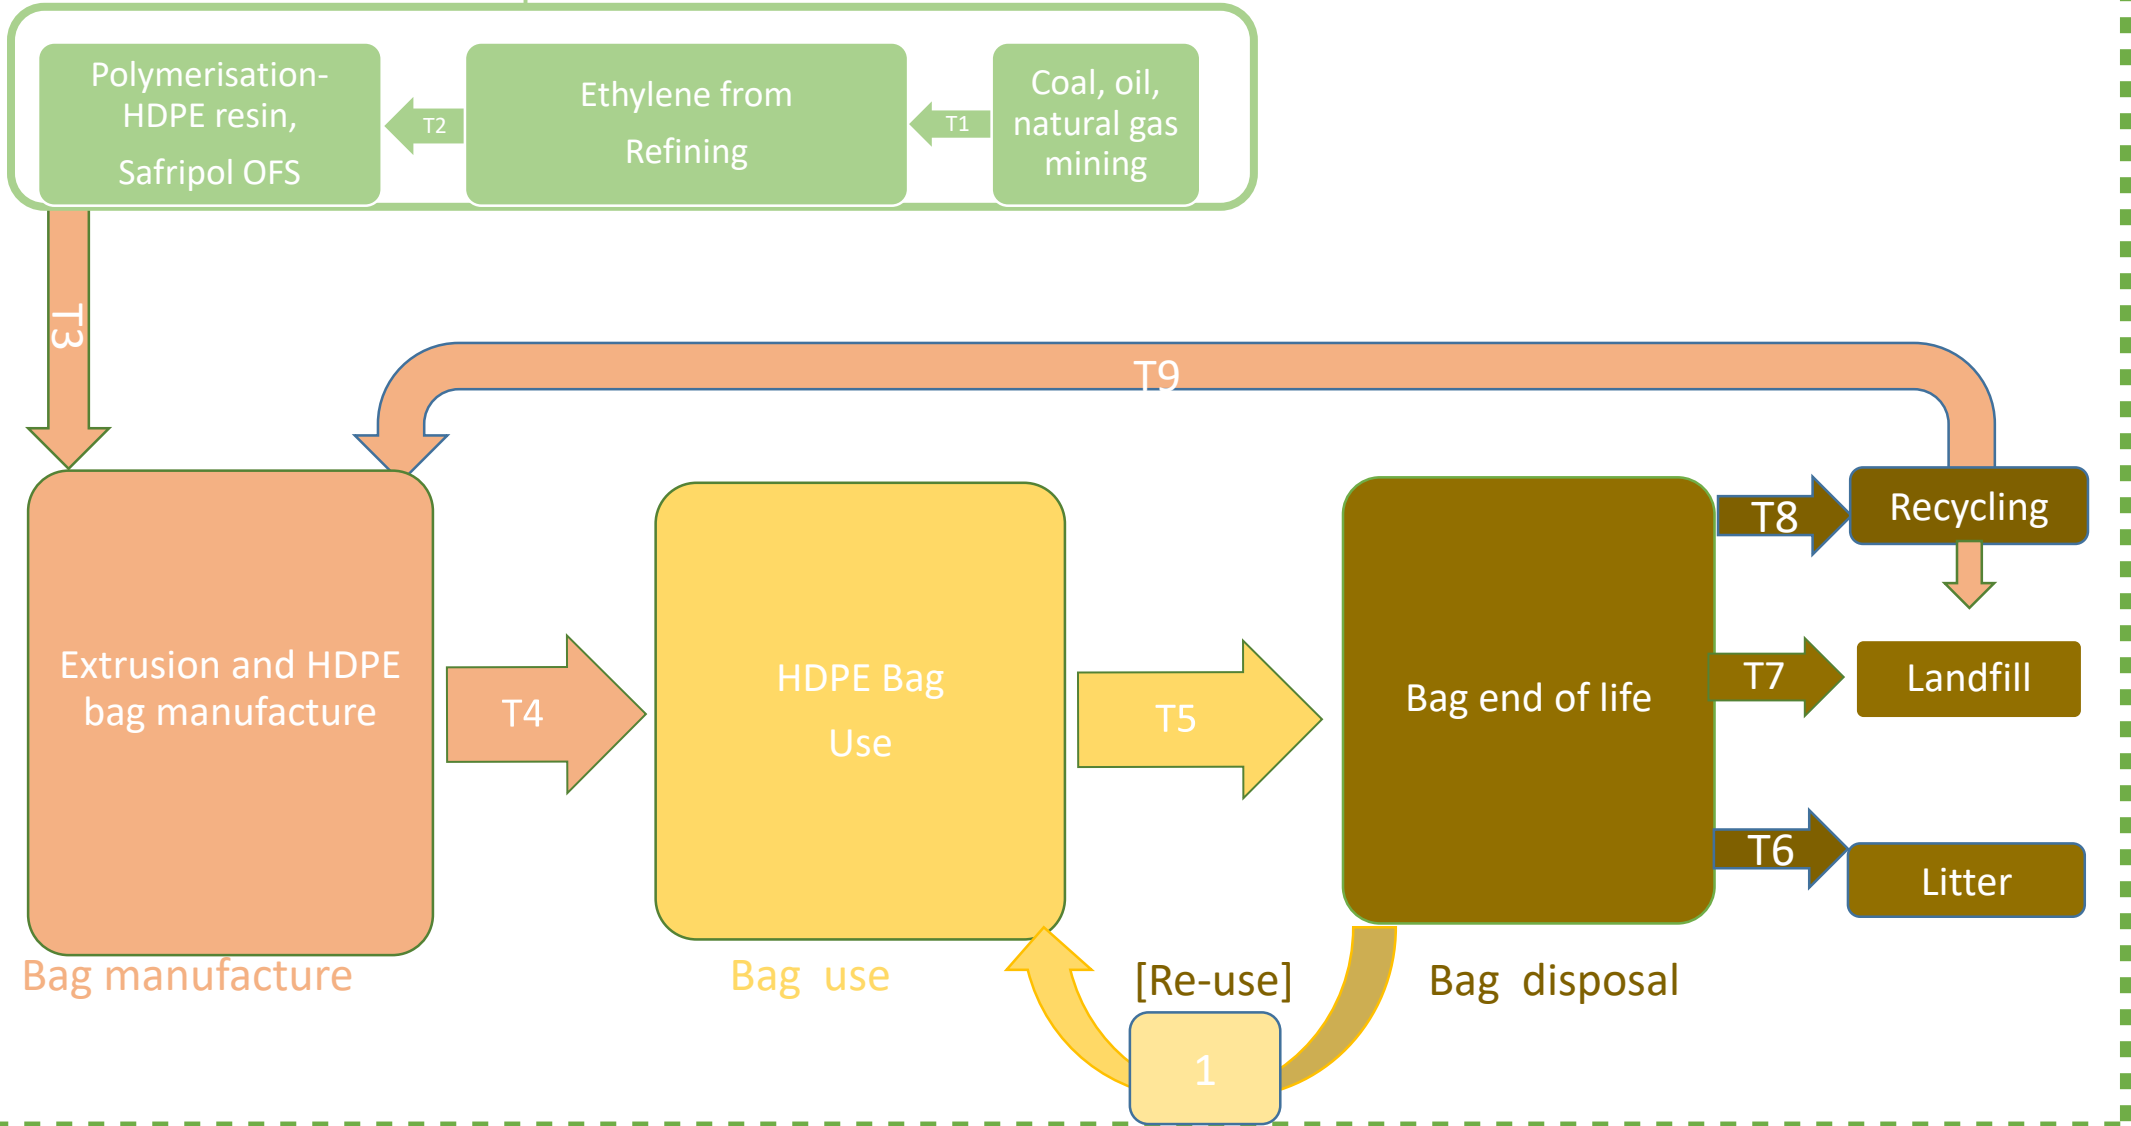 Polymerisation-
HDPE resin,
Safripol OFS
T2
Ethylene from
Refining
T1
Coal, oil,
natural gas
mining
T3
T9
Extrusion and HDPE
bag manufacture
T4
HDPE Bag
Use
T5
Bag end of life
T8
Recycling
T7
Landfill
T6
Litter
Bag manufacture
Bag use
[Re-use]
Bag disposal
1